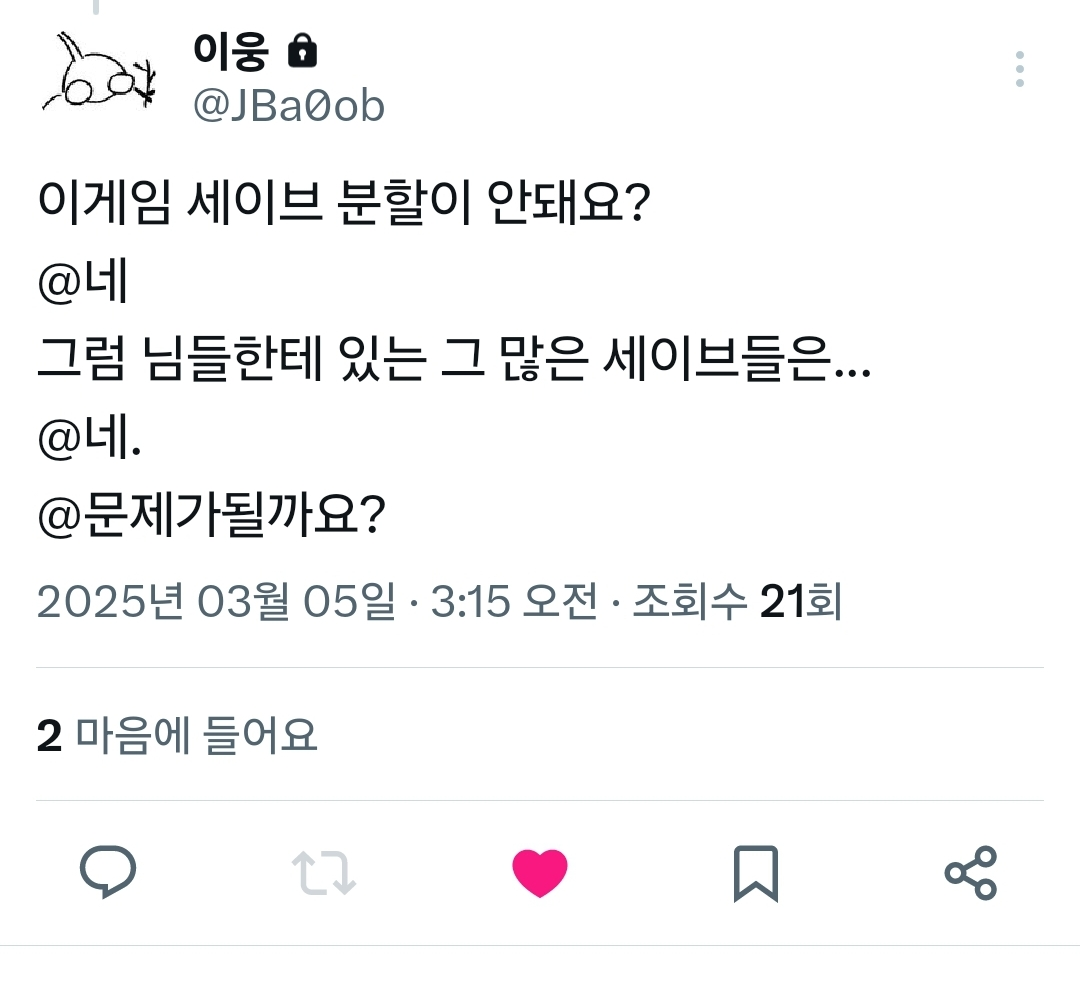 이웅
@JBa0ob
이게임 세이브 분할이 안돼요?
@네
그럼 님들한테 있는 그 많은 세이브들은...
@네.
@문제가될까요?
2025년 03월 05일 · 3:15 오전 · 조회수 21회
2 마음에 들어요